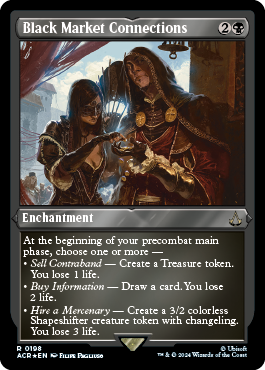 Black Market Connections 2
Enchantment
At the beginning of your precombat main
phase, choose one or more —
• Sell Contraband — Create a Treasure token.
You lose 1 life.
• Buy Information — Draw a card. You lose
2 life.
• Hire a Mercenary — Create a 3/2 colorless
Shapeshifter creature token with changeling.
You lose 3 life.
R 0198
ACR EN Filipe Pagliuso
© Ubisoft
™ & © 2024 Wizards of the Coast